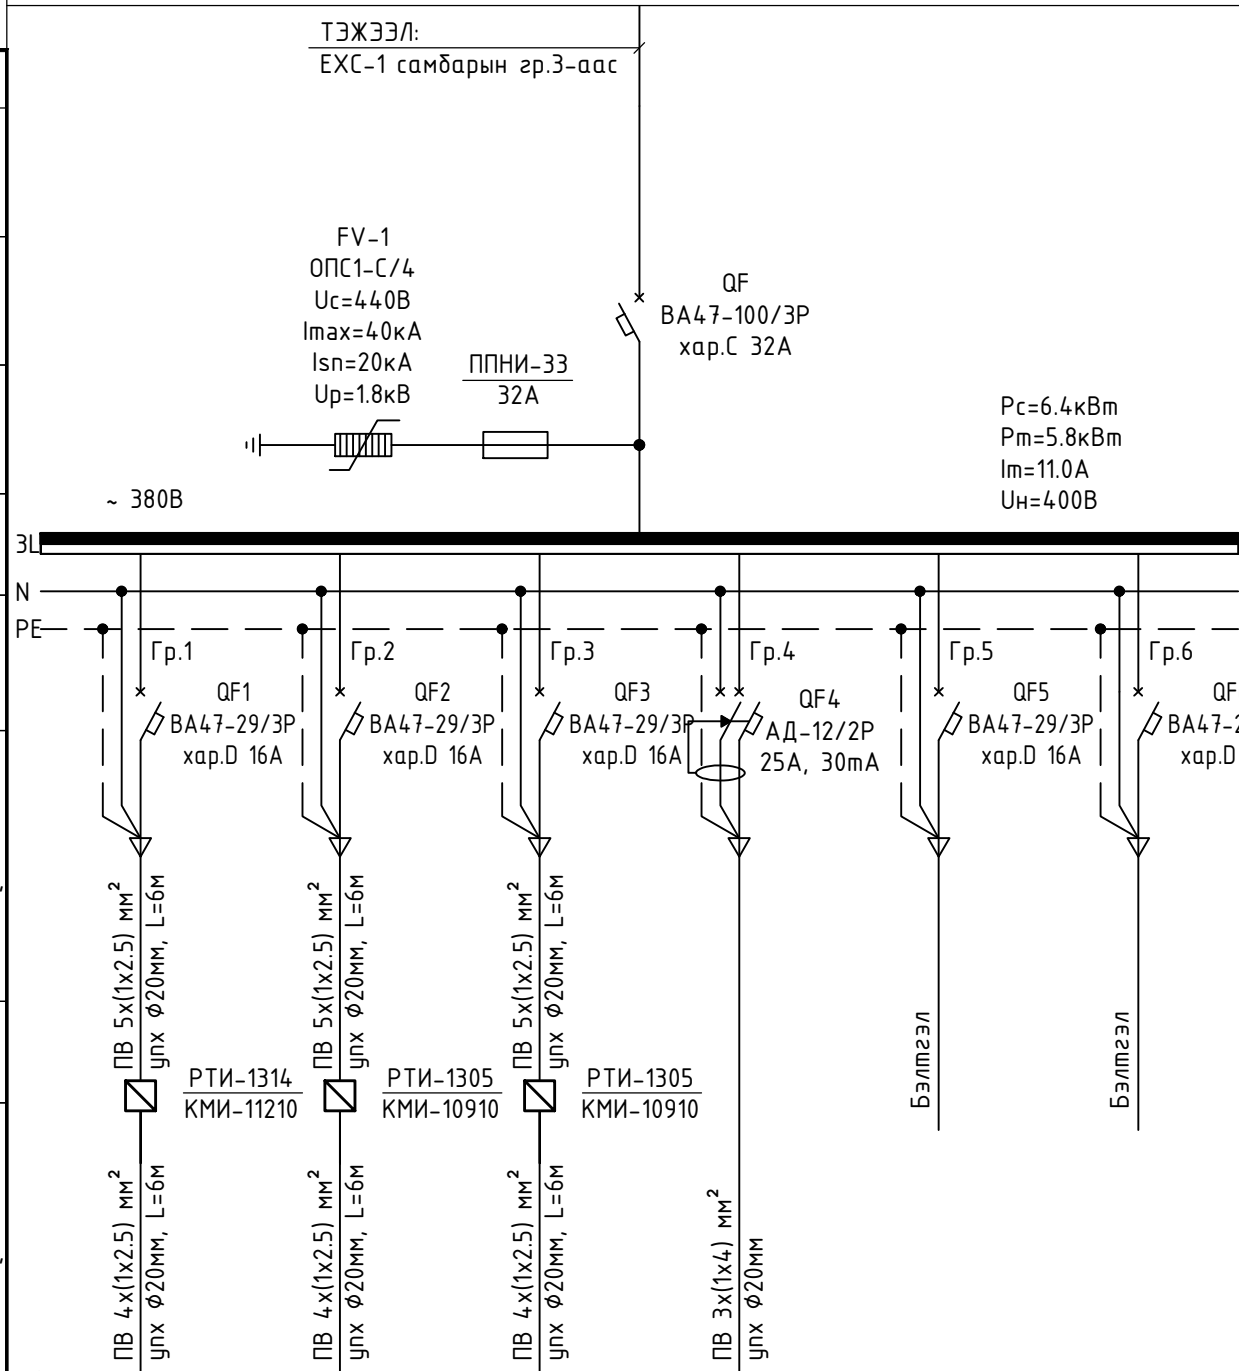 ТЭЖЭЭЛ:
ЕХС-1 самбарын гр.3-аас
FV-1
ОПС1-С/4
Uc=440В
Imax=40кА
Isn=20кА
Up=1.8кВ
ППНИ-33
32А
QF
ВА47-100/3Р
хар.С 32А
Рс=6.4кВт
Рт=5.8кВт
Iт=11.0А
Uн=400В
~ 380В
3L
N
PE
Гр.1
Гр.2
Гр.3
Гр.4
Гр.5
Гр.6
QF1
ВА47-29/3Р
хар.D 16А
QF2
ВА47-29/3Р
хар.D 16А
QF3
ВА47-29/3Р
хар.D 16А
QF4
АД-12/2Р
25А, 30mA
QF5
ВА47-29/3Р
хар.D 16А
QF
ВА47-2
хар.D
ПВ 5х(1х2.5) мм²
упх ф20мм, L=6м
ПВ 5х(1х2.5) мм²
упх ф20мм, L=6м
ПВ 5х(1х2.5) мм²
упх ф20мм, L=6м
Бэлтгэл
Бэлтгэл
РТИ-1314
КМИ-11210
РТИ-1305
КМИ-10910
РТИ-1305
КМИ-10910
ПВ 4х(1х2.5) мм²
упх ф20мм, L=6м
ПВ 4х(1х2.5) мм²
упх ф20мм, L=6м
ПВ 4х(1х2.5) мм²
упх ф20мм, L=6м
ПВ 3х(1х4) мм²
упх ф20мм